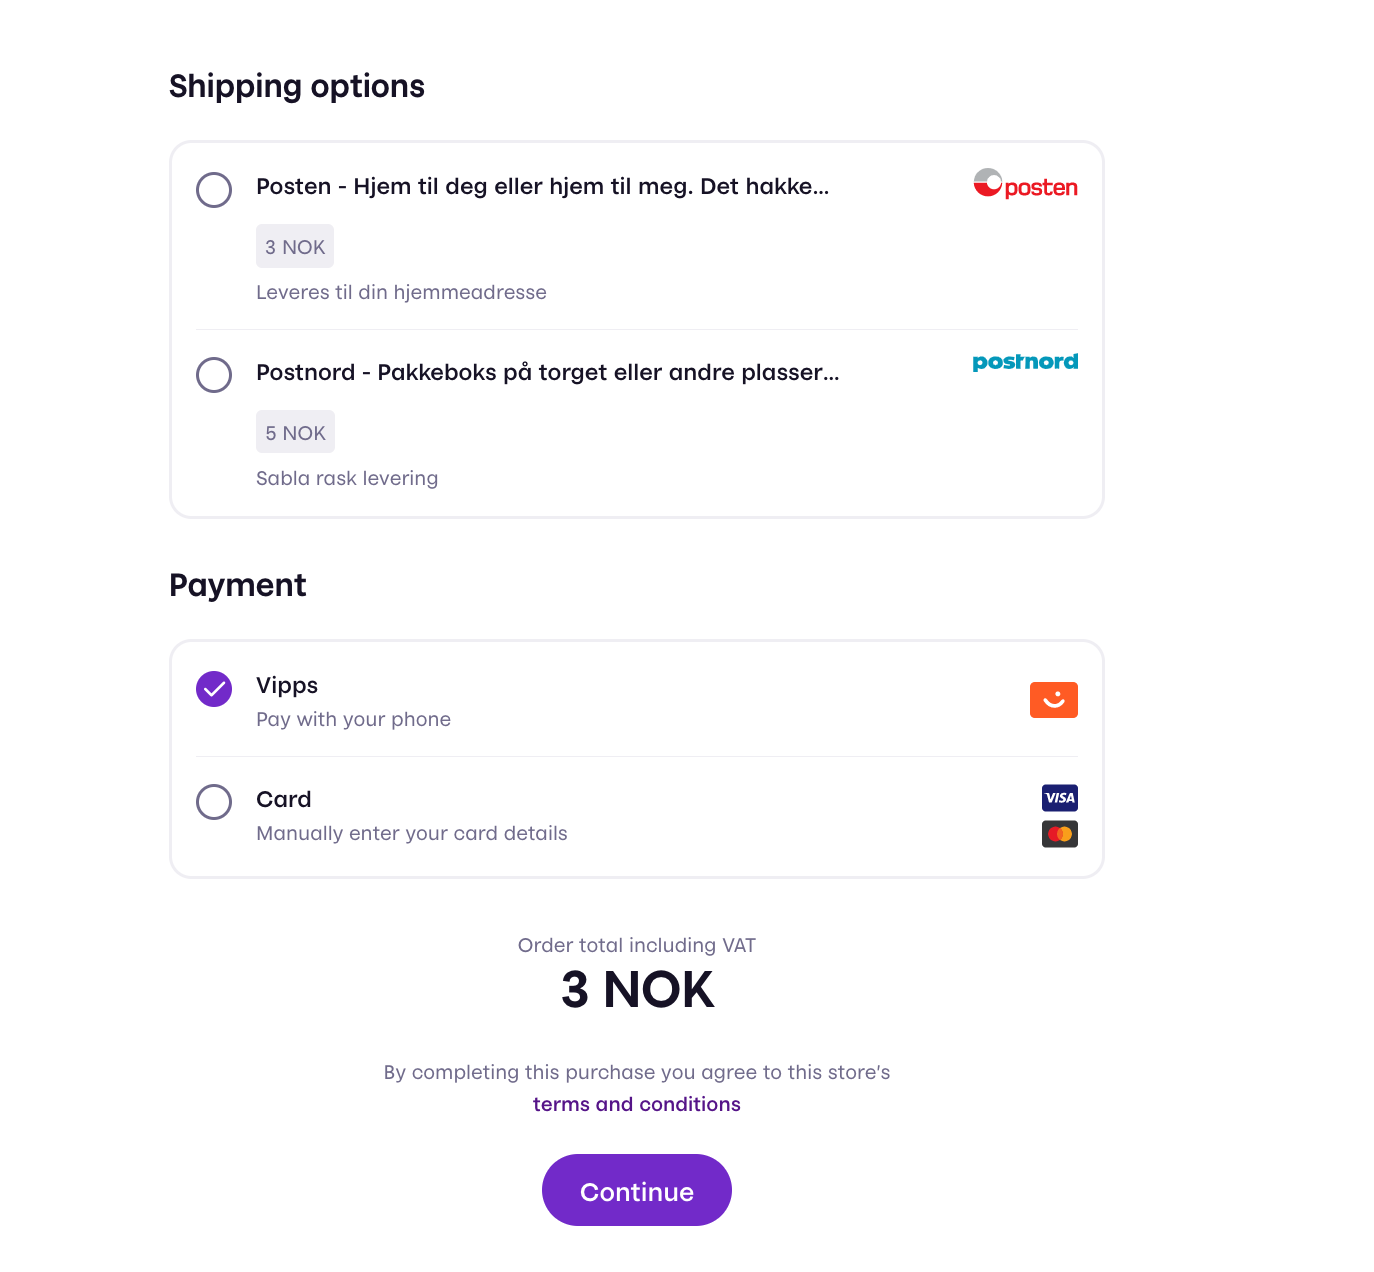 Shipping options
Posten - Hjem til deg eller hjem til meg. Det hakke...
posten
3 NOK
Leveres til din hjemmeadresse
Postnord - Pakkeboks på torget eller andre plasser...
postnord
5 NOK
Sabla rask levering
Payment
Vipps
Pay with your phone
Card
VISA
Manually enter your card details
Order total including VAT
3 NOK
By completing this purchase you agree to this store's
terms and conditions
Continue